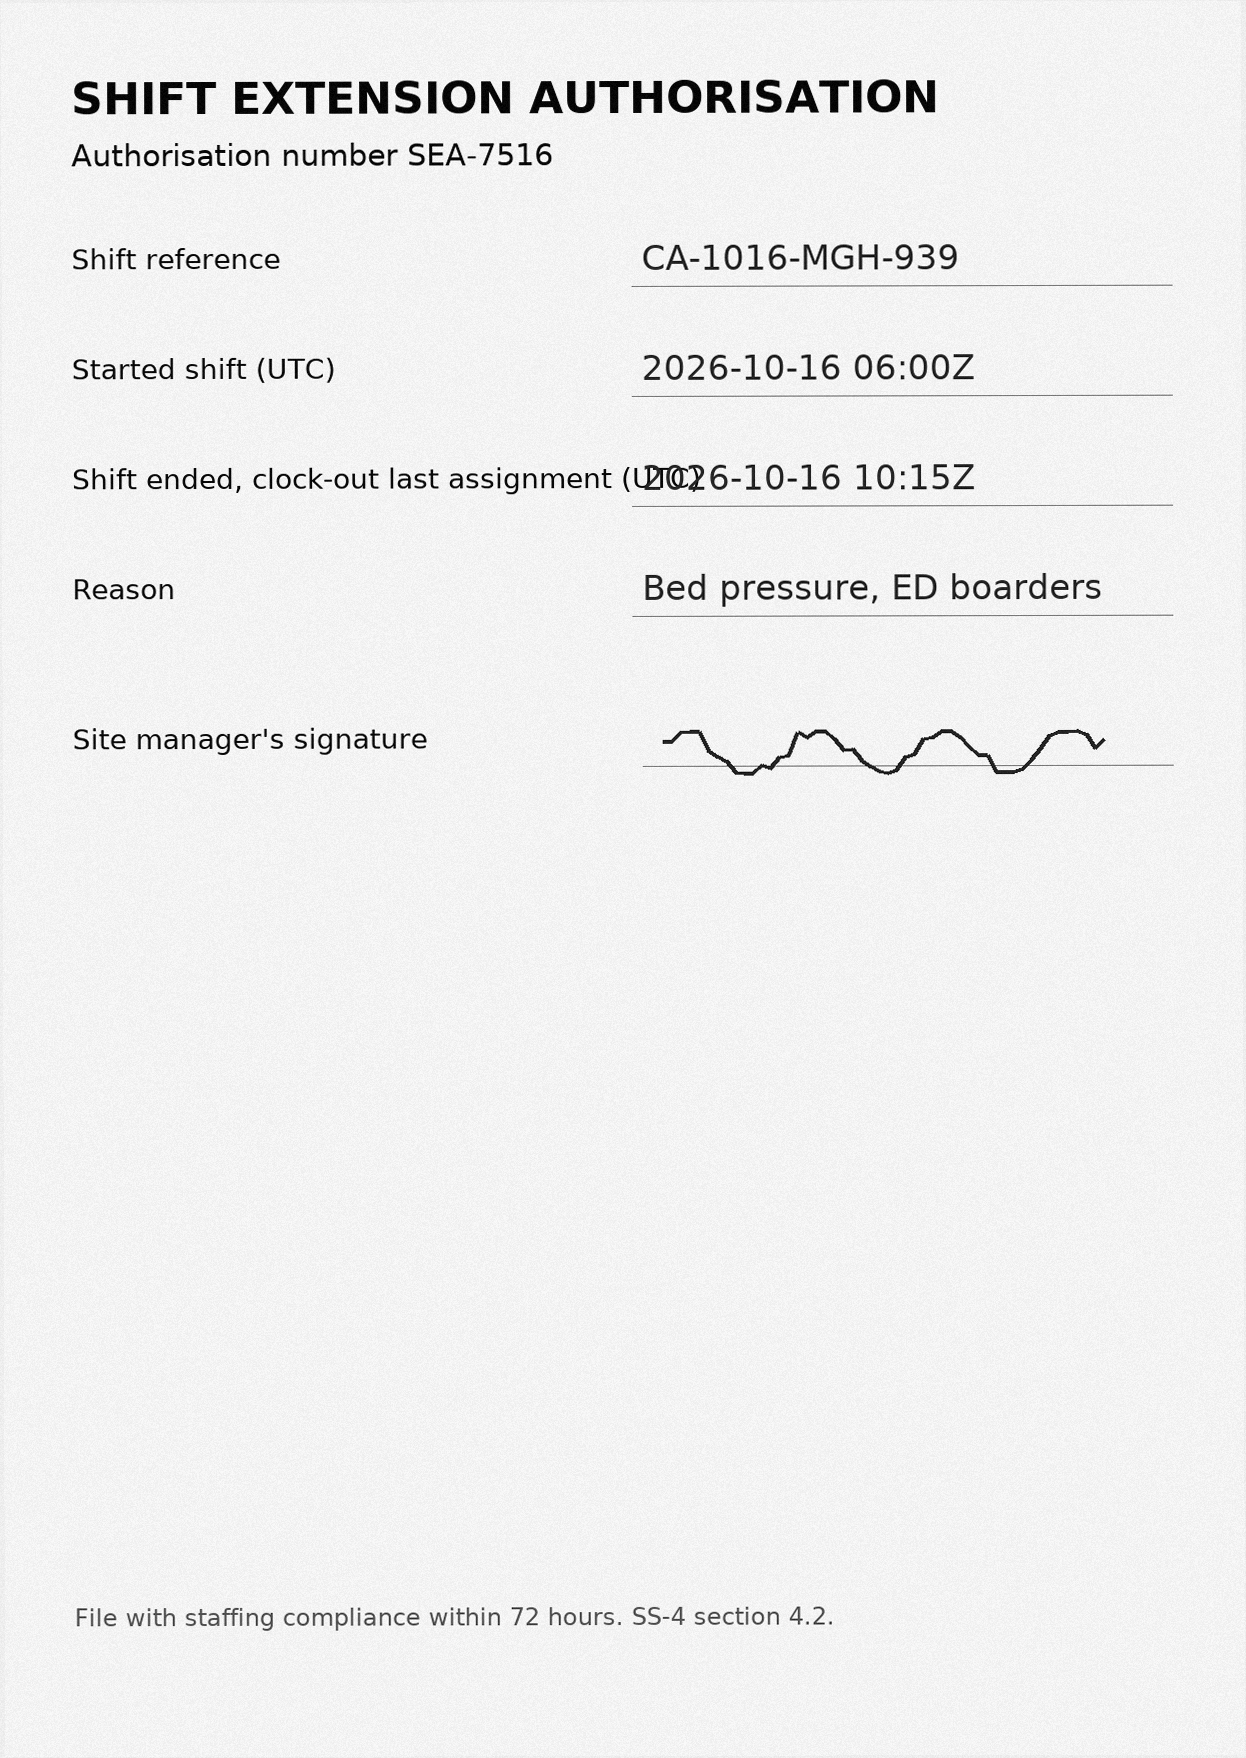 SHIFT EXTENSION AUTHORISATION
Authorisation number SEA-7516
Shift reference CA-1016-MGH-939
Started shift (UTC) 2026-10-16 06:00Z
Shift ended, clock-out last assignment (UTC) 2026-10-16 10:15Z
Reason Bed pressure, ED boarders
Site manager's signature
File with staffing compliance within 72 hours. SS-4 section 4.2.